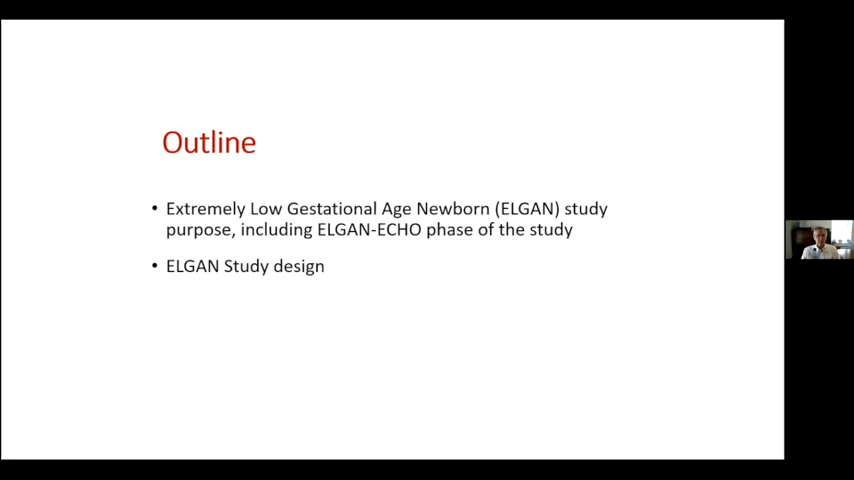 Outline
• Extremely Low Gestational Age Newborn (ELGAN) study
purpose, including ELGAN-ECHO phase of the study
• ELGAN Study design